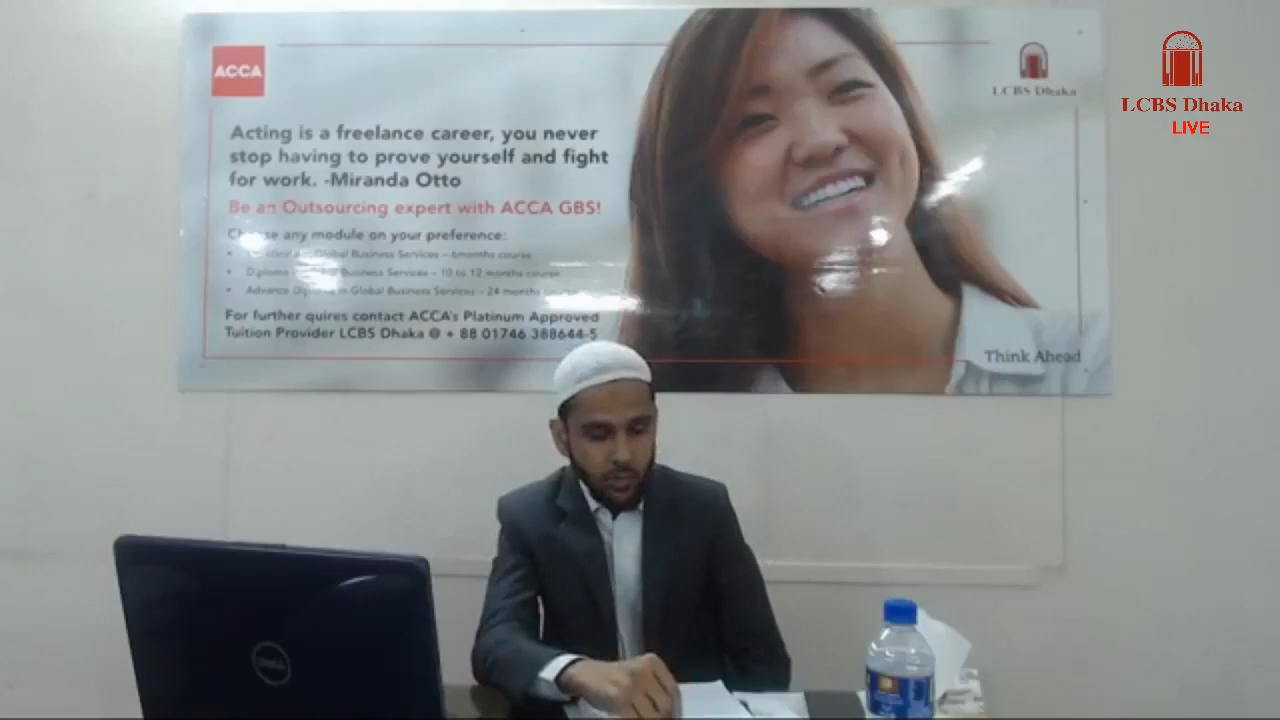 ACCA
LCBS Dhaka
LCBS Dhaka
LIVE
Acting is a freelance career, you never
stop having to prove yourself and fight
for work. -Miranda Otto
Be an Outsourcing expert with ACCA GBS!
Choose any module on your preference:
Global Business Services – 6months course
Business Services – 10 to 12 months course
Advance Diploma in Global Business Services – 24 months
For further quires contact ACCA's Platinum Approved
Tuition Provider LCBS Dhaka @ + 88 01746 388644-5
Think Ahead
DELL